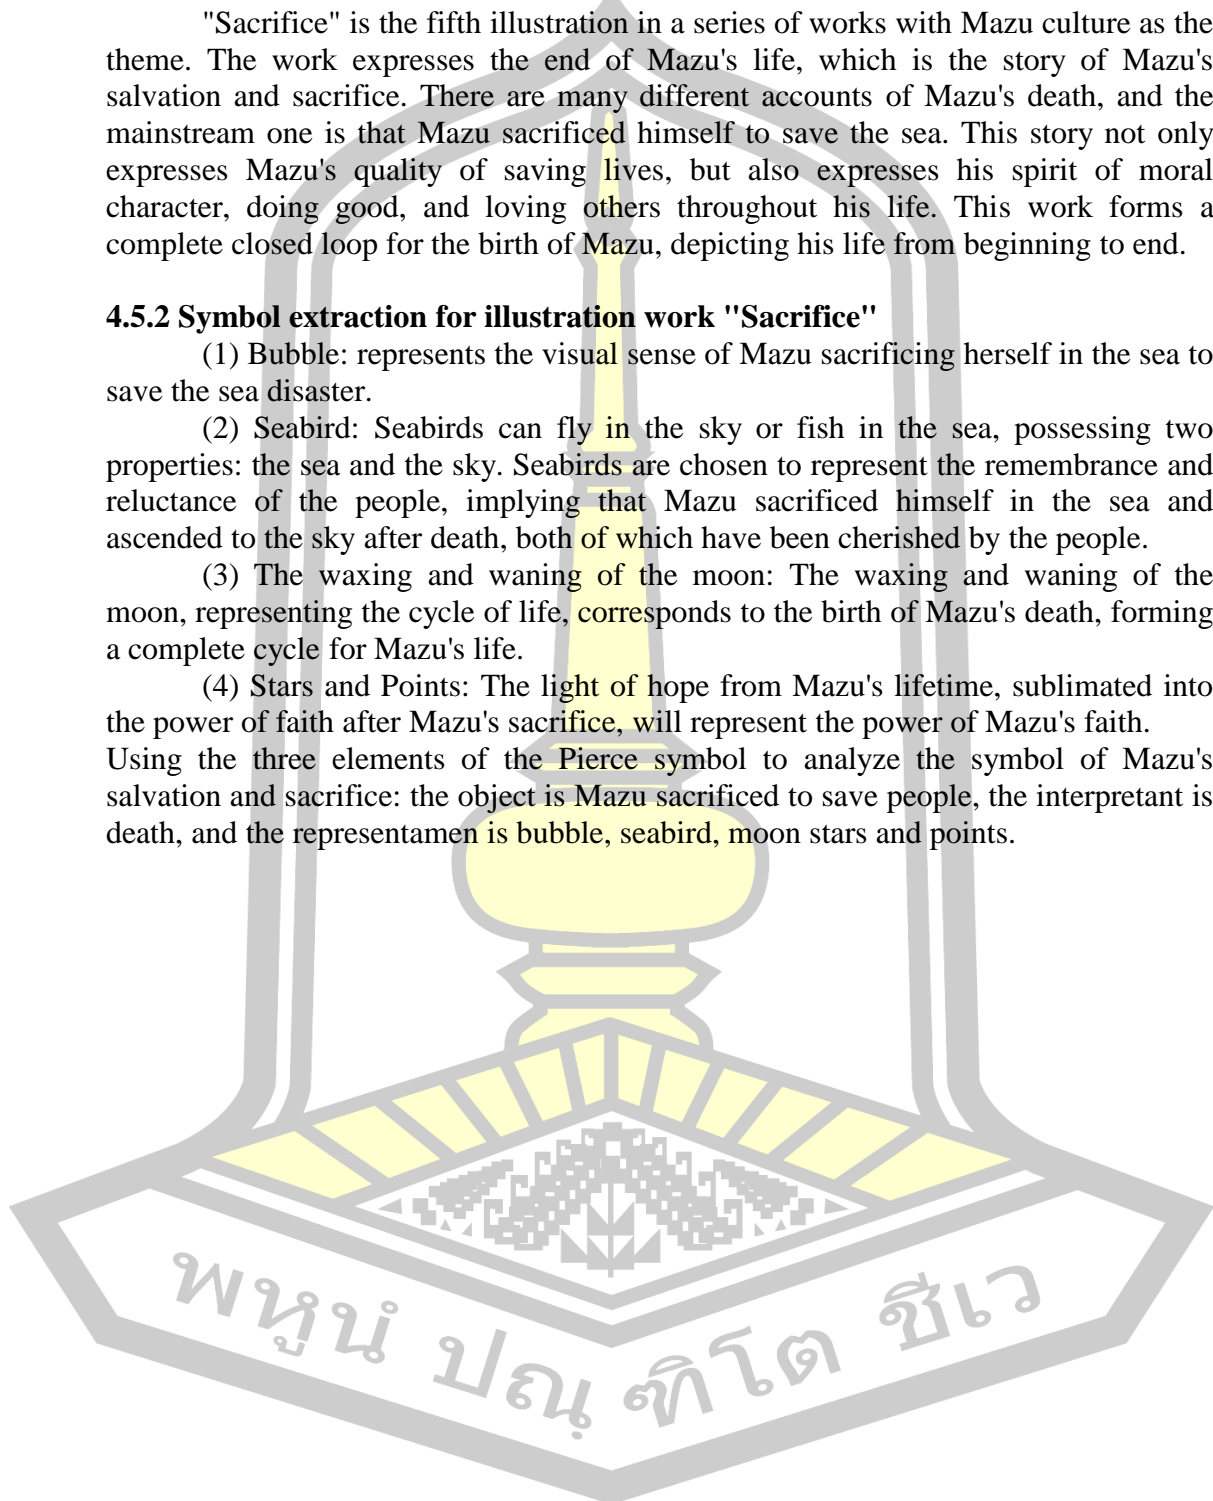 "Sacrifice" is the fifth illustration in a series of works with Mazu culture as the
theme. The work expresses the end of Mazu's life, which is the story of Mazu's
salvation and sacrifice. There are many different accounts of Mazu's death, and the
mainstream one is that Mazu sacrificed himself to save the sea. This story not only
expresses Mazu's quality of saving lives, but also expresses his spirit of moral
character, doing good, and loving others throughout his life. This work forms a
complete closed loop for the birth of Mazu, depicting his life from beginning to end.
4.5.2 Symbol extraction for illustration work "Sacrifice"
(1) Bubble: represents the visual sense of Mazu sacrificing herself in the sea to
save the sea disaster.
(2) Seabird: Seabirds can fly in the sky or fish in the sea, possessing two
properties: the sea and the sky. Seabirds are chosen to represent the remembrance and
reluctance of the people, implying that Mazu sacrificed himself in the sea and
ascended to the sky after death, both of which have been cherished by the people.
(3) The waxing and waning of the moon: The waxing and waning of the
moon, representing the cycle of life, corresponds to the birth of Mazu's death, forming
a complete cycle for Mazu's life.
(4) Stars and Points: The light of hope from Mazu's lifetime, sublimated into
the power of faith after Mazu's sacrifice, will represent the power of Mazu's faith.
Using the three elements of the Pierce symbol to analyze the symbol of Mazu's
salvation and sacrifice: the object is Mazu sacrificed to save people, the interpretant is
death, and the representamen is bubble, seabird, moon stars and points.
พหูนํ ปณฺฑิโต ชีเว